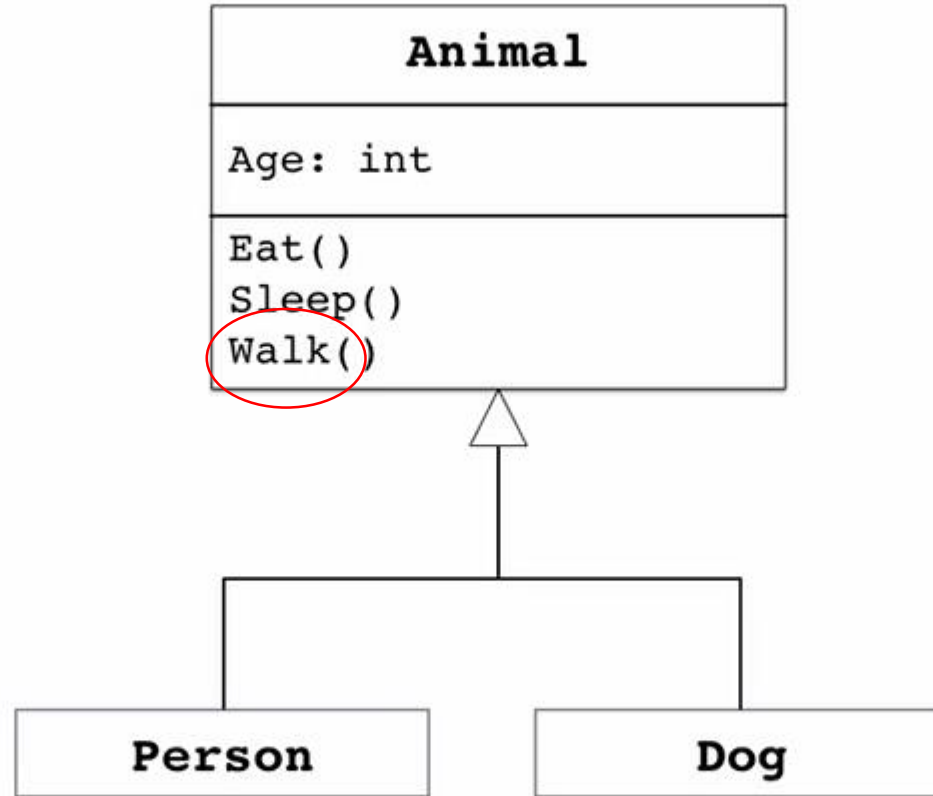 Animal
Age: int
Eat()
Sleep()
Walk()
Person
Dog